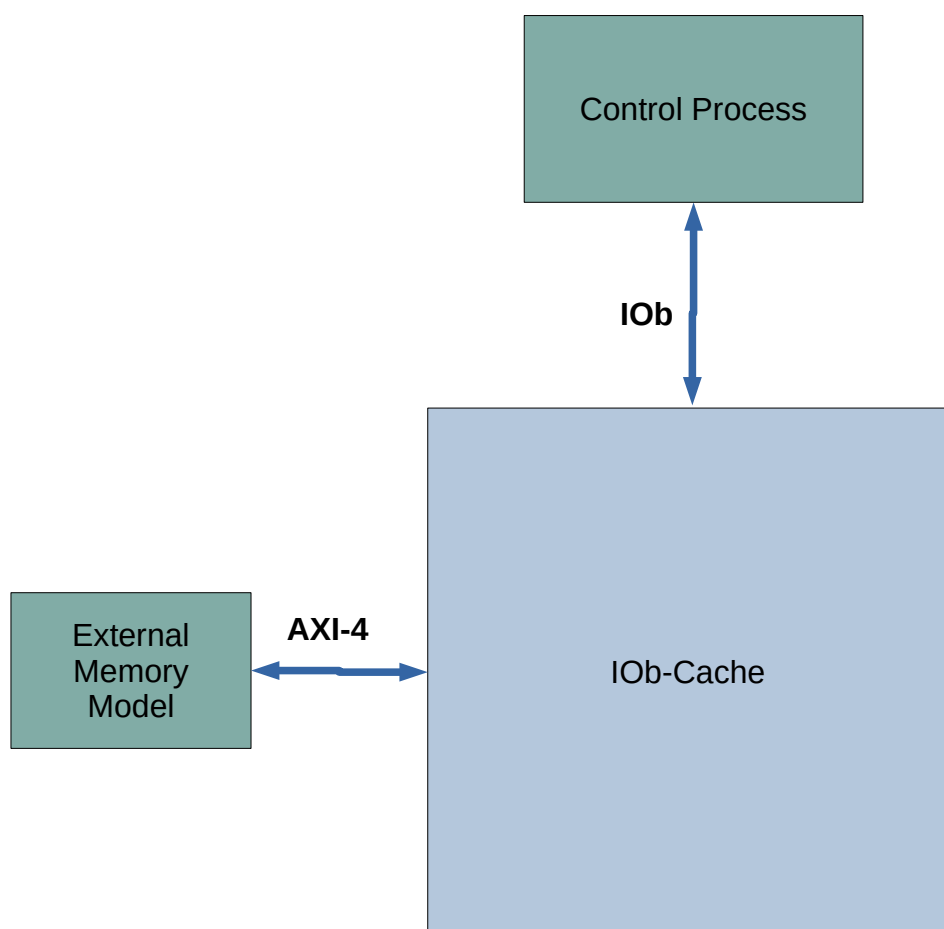 Control Process
IOb
AXI-4
External
Memory
Model
IOb-Cache